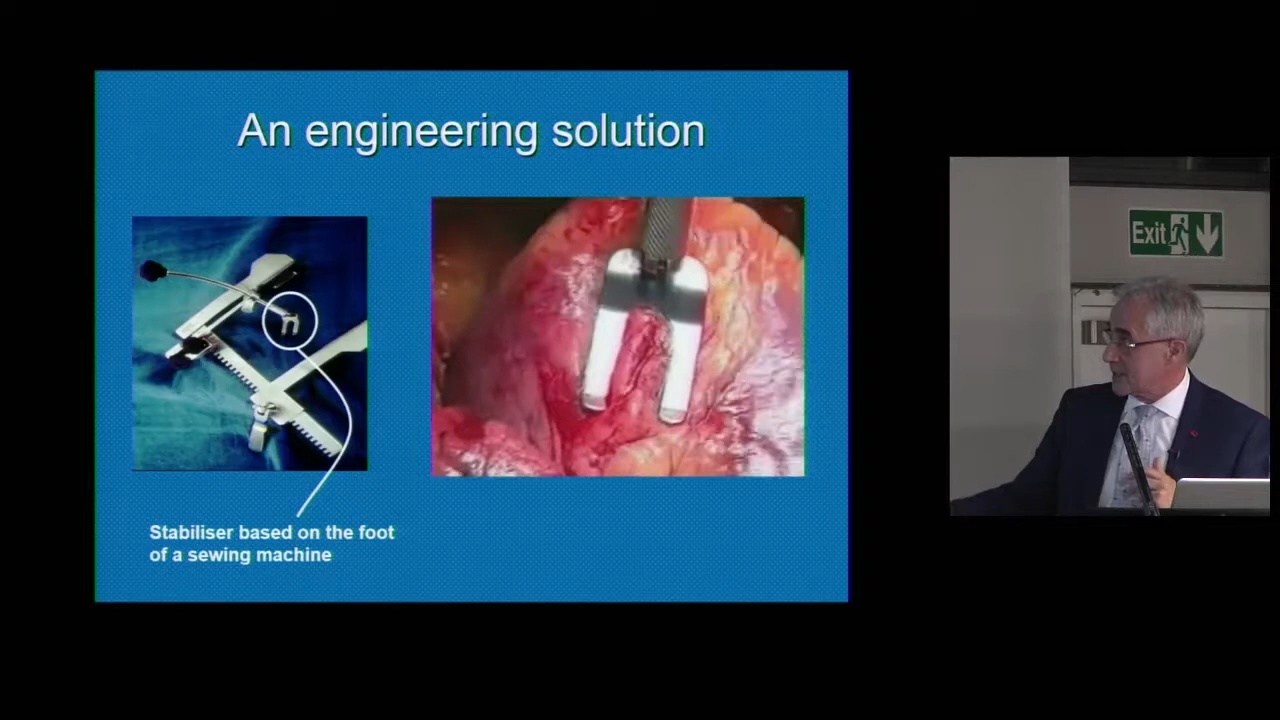 An engineering solution
Stabiliser based on the foot
of a sewing machine
Exit